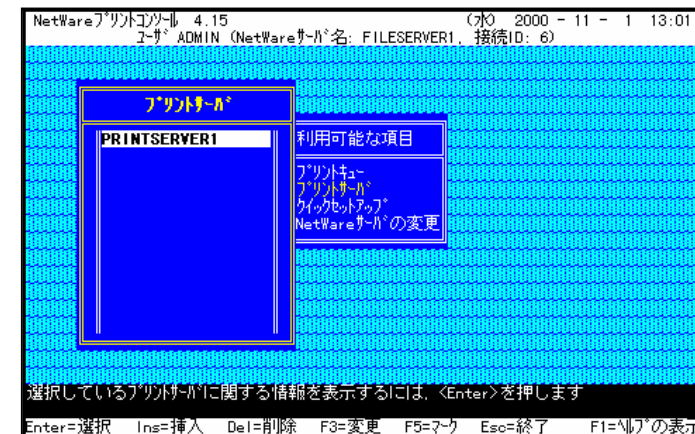 NetWareﾌﾟﾘﾝﾄｺﾝｿｰﾙ 4.15 (水) 2000 - 11 - 1 13:01
ﾕｰｻﾞ ADMIN (NetWareｻｰﾊﾞ名: FILESERVER1, 接続ID: 6)
ﾌﾟﾘﾝﾄｻｰﾊﾞ
PRINTSERVER1
利用可能な項目
ﾌﾟﾘﾝﾄｷｭｰ
ﾌﾟﾘﾝﾄｻｰﾊﾞ
ｸｲｯｸｾｯﾄｱｯﾌﾟ
NetWareｻｰﾊﾞの変更
選択しているﾌﾟﾘﾝﾄｻｰﾊﾞに関する情報を表示するには, <Enter>を押します
Enter=選択 Ins=挿入 Del=削除 F3=変更 F5=ﾏｰｸ Esc=終了 F1=ﾍﾙﾌﾟの表示